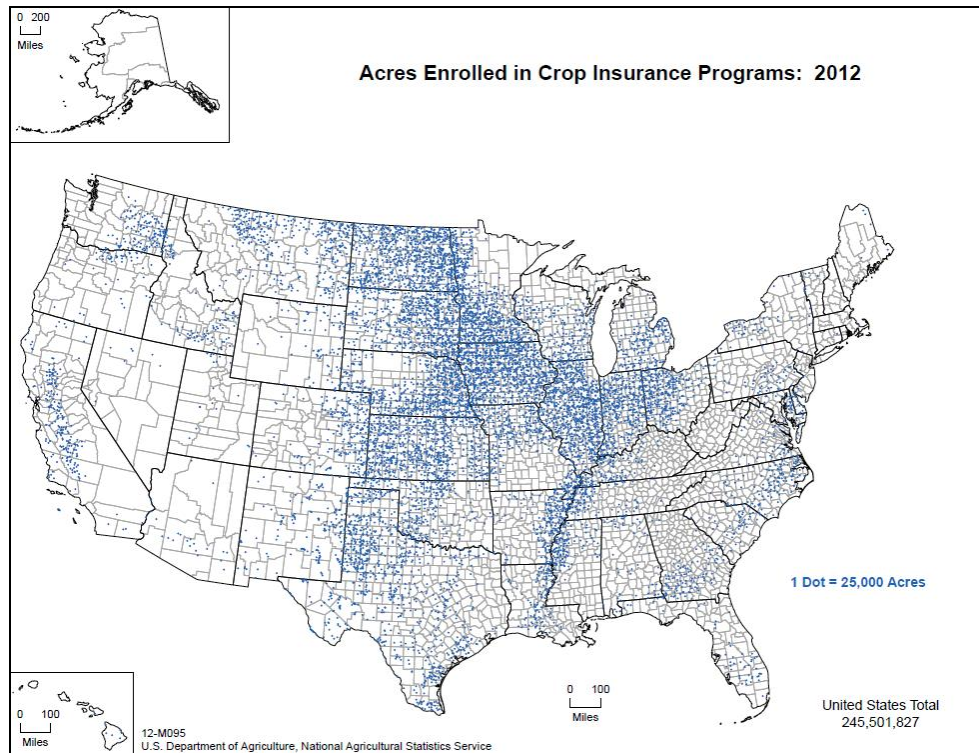 0 200
Miles
Acres Enrolled in Crop Insurance Programs: 2012
1 Dot = 25,000 Acres
0 100
Miles
0 100
Miles
United States Total
245,501,827
12-M095
U.S. Department of Agriculture, National Agricultural Statistics Service